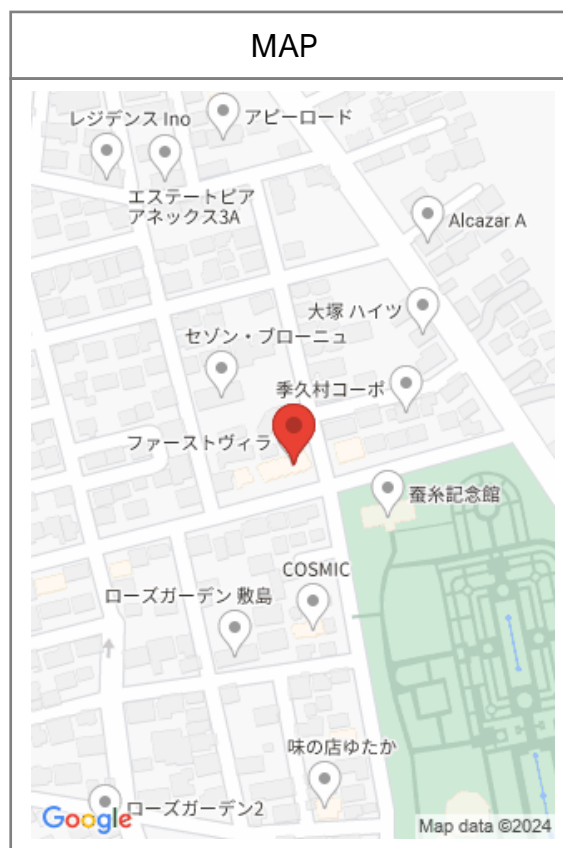 MAP
アビーロード
レジデンス Ino
エステートピア
アネックス3A
Alcazar A
大塚 ハイツ
セゾン・ブローニュ
季久村コーポ
ファーストヴィラ
蚕糸記念館
COSMIC
ローズガーデン 敷島
味の店ゆたか
ローズガーデン2
Google
Map data ©2024